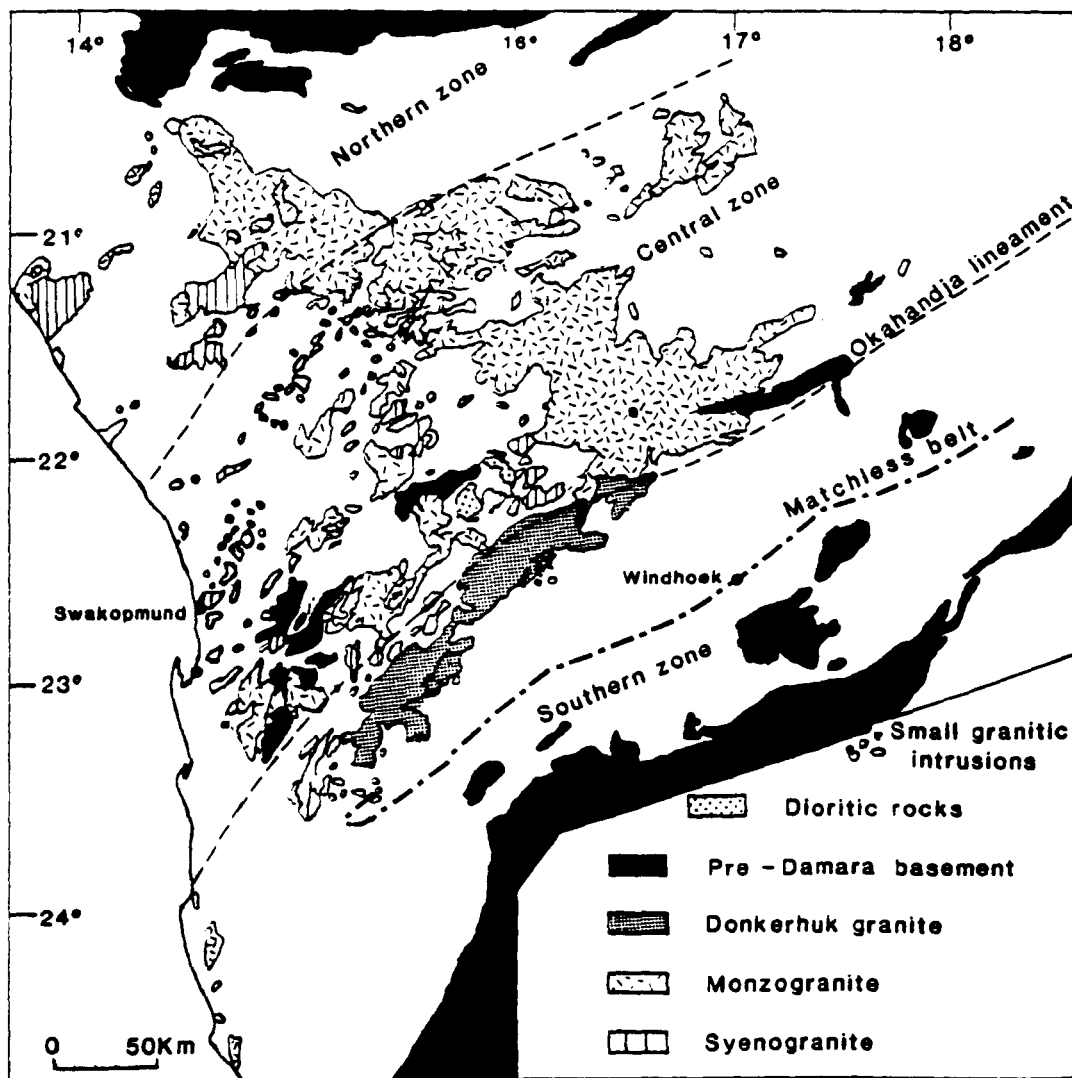 14°
16°
17°
18°
Northern zone
Central zone
21°
Okahandja lineament
22°
Matchless belt
Windhoek
Swakopmund
Southern zone
23°
Small granitic
intrusions
Dioritic rocks
Pre - Damara basement
24°
Donkerhuk granite
Monzogranite
0 50Km
Syenogranite